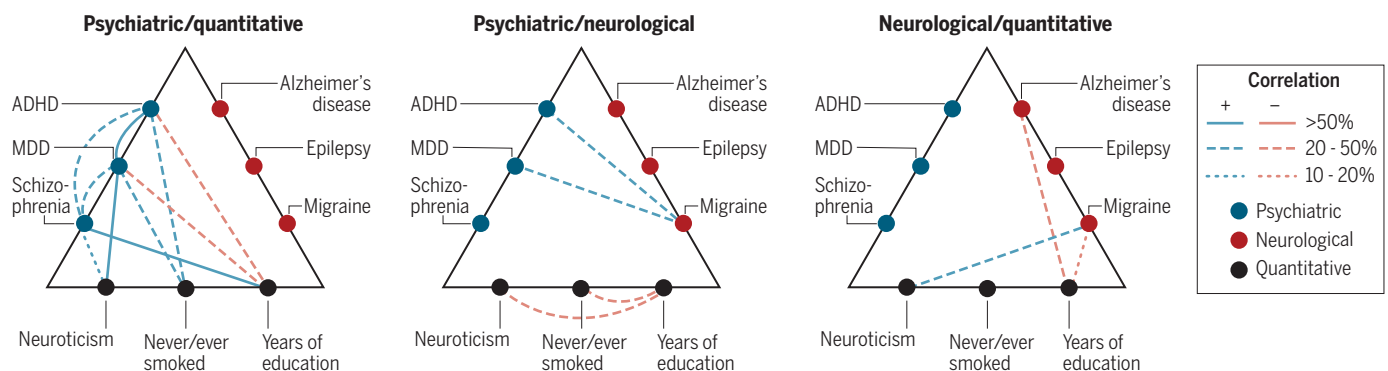 Psychiatric/quantitative
ADHD
MDD
Schizo-
phrenia
Alzheimer's
disease
Epilepsy
Migraine
Neuroticism
Never/ever
smoked
Years of
education
Psychiatric/neurological
ADHD
MDD
Schizo-
phrenia
Alzheimer's
disease
Epilepsy
Migraine
Neuroticism
Never/ever
smoked
Years of
education
Neurological/quantitative
ADHD
MDD
Schizo-
phrenia
Alzheimer's
disease
Epilepsy
Migraine
Neuroticism
Never/ever
smoked
Years of
education
Correlation
+ –
>50%
20 - 50%
10 - 20%
Psychiatric
Neurological
Quantitative